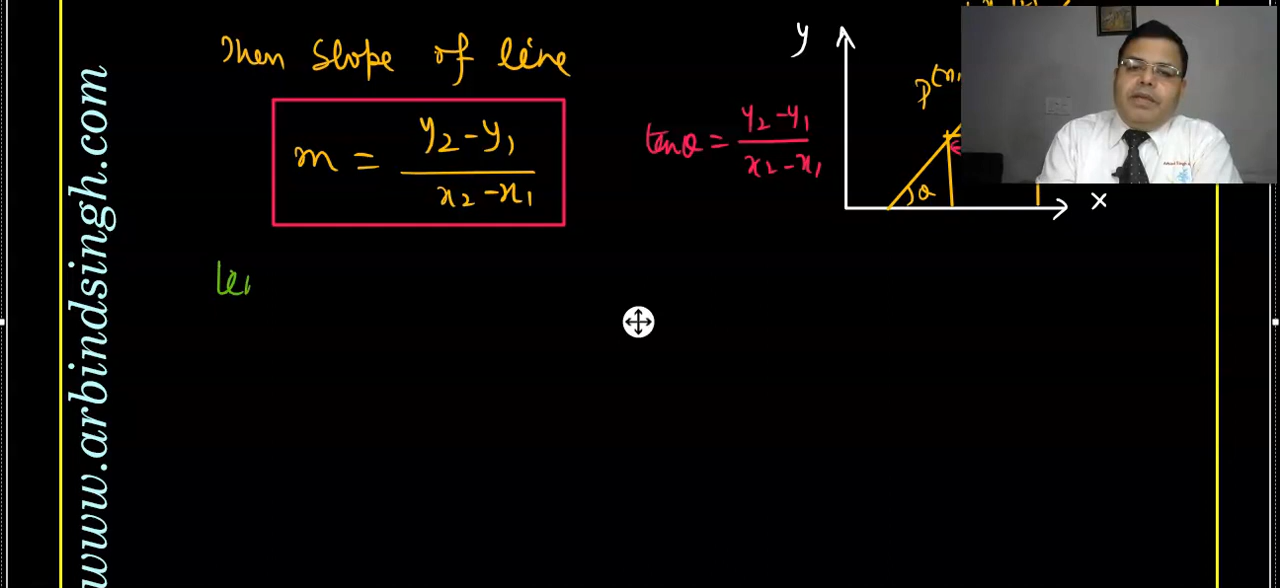 Then slope of line
m = y₂-y₁ / x₂-x₁
tanθ = y₂-y₁ / x₂-x₁
y
P
θ
x
www.arbindsingh.com